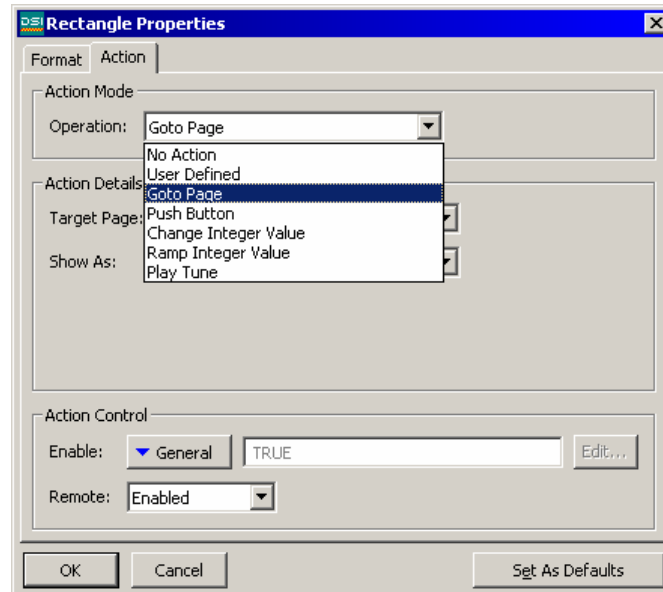 DSI Rectangle Properties
Format Action
Action Mode
Operation: Goto Page
No Action
User Defined
Goto Page
Push Button
Change Integer Value
Ramp Integer Value
Play Tune
Action Details
Target Page:
Show As:
Action Control
Enable: General TRUE Edit...
Remote: Enabled
OK Cancel Set As Defaults